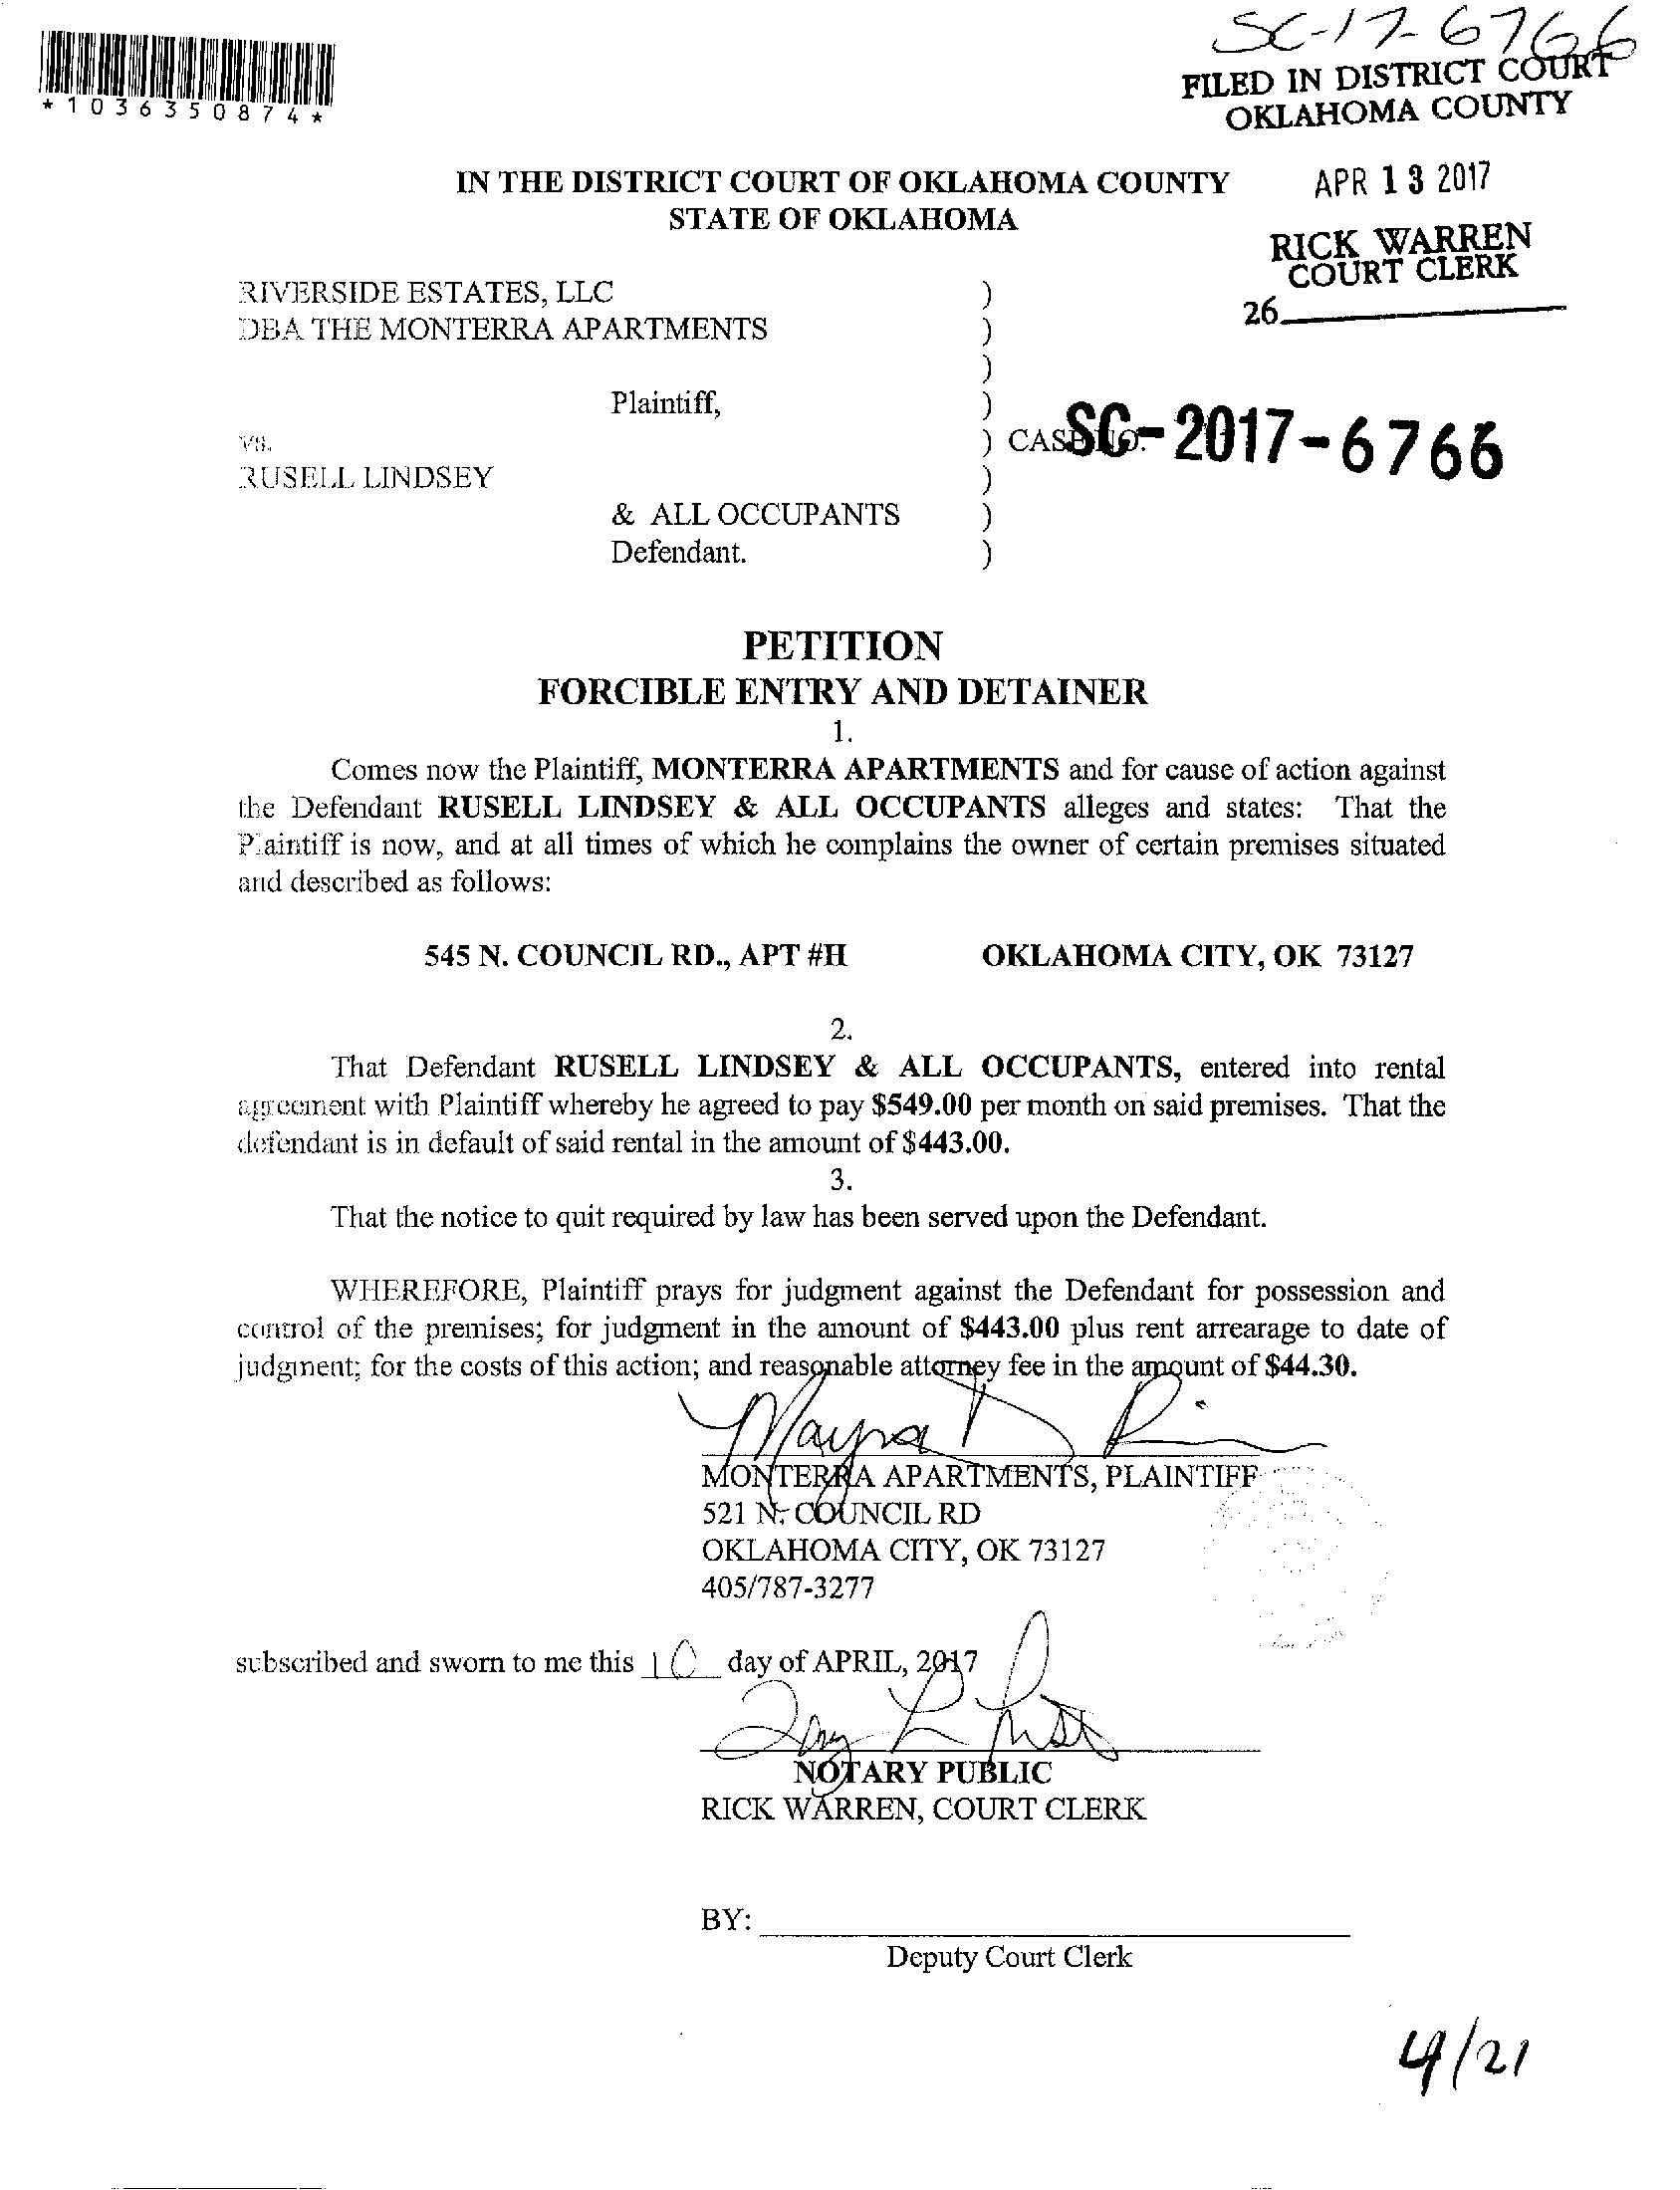 SC-17-6766
FILED IN DISTRICT COURT
OKLAHOMA COUNTY
*1036350874*
IN THE DISTRICT COURT OF OKLAHOMA COUNTY
STATE OF OKLAHOMA
APR 13 2017
RICK WARREN
COURT CLERK
26
RIVERSIDE ESTATES, LLC )
DBA THE MONTERRA APARTMENTS )
)
Plaintiff, )
vs. ) CASE NO. SC-2017-6766
RUSELL LINDSEY )
& ALL OCCUPANTS )
Defendant. )
PETITION
FORCIBLE ENTRY AND DETAINER
1.
Comes now the Plaintiff, MONTERRA APARTMENTS and for cause of action against
the Defendant RUSELL LINDSEY & ALL OCCUPANTS alleges and states: That the
Plaintiff is now, and at all times of which he complains the owner of certain premises situated
and described as follows:
545 N. COUNCIL RD., APT #H OKLAHOMA CITY, OK 73127
2.
That Defendant RUSELL LINDSEY & ALL OCCUPANTS, entered into rental
agreement with Plaintiff whereby he agreed to pay $549.00 per month on said premises. That the
defendant is in default of said rental in the amount of $443.00.
3.
That the notice to quit required by law has been served upon the Defendant.
WHEREFORE, Plaintiff prays for judgment against the Defendant for possession and
control of the premises; for judgment in the amount of $443.00 plus rent arrearage to date of
judgment; for the costs of this action; and reasonable attorney fee in the amount of $44.30.
Mayra
MONTERRA APARTMENTS, PLAINTIFF
521 N. COUNCIL RD
OKLAHOMA CITY, OK 73127
405/787-3277
subscribed and sworn to me this 10 day of APRIL, 2017
NOTARY PUBLIC
RICK WARREN, COURT CLERK
BY:
Deputy Court Clerk
4/21